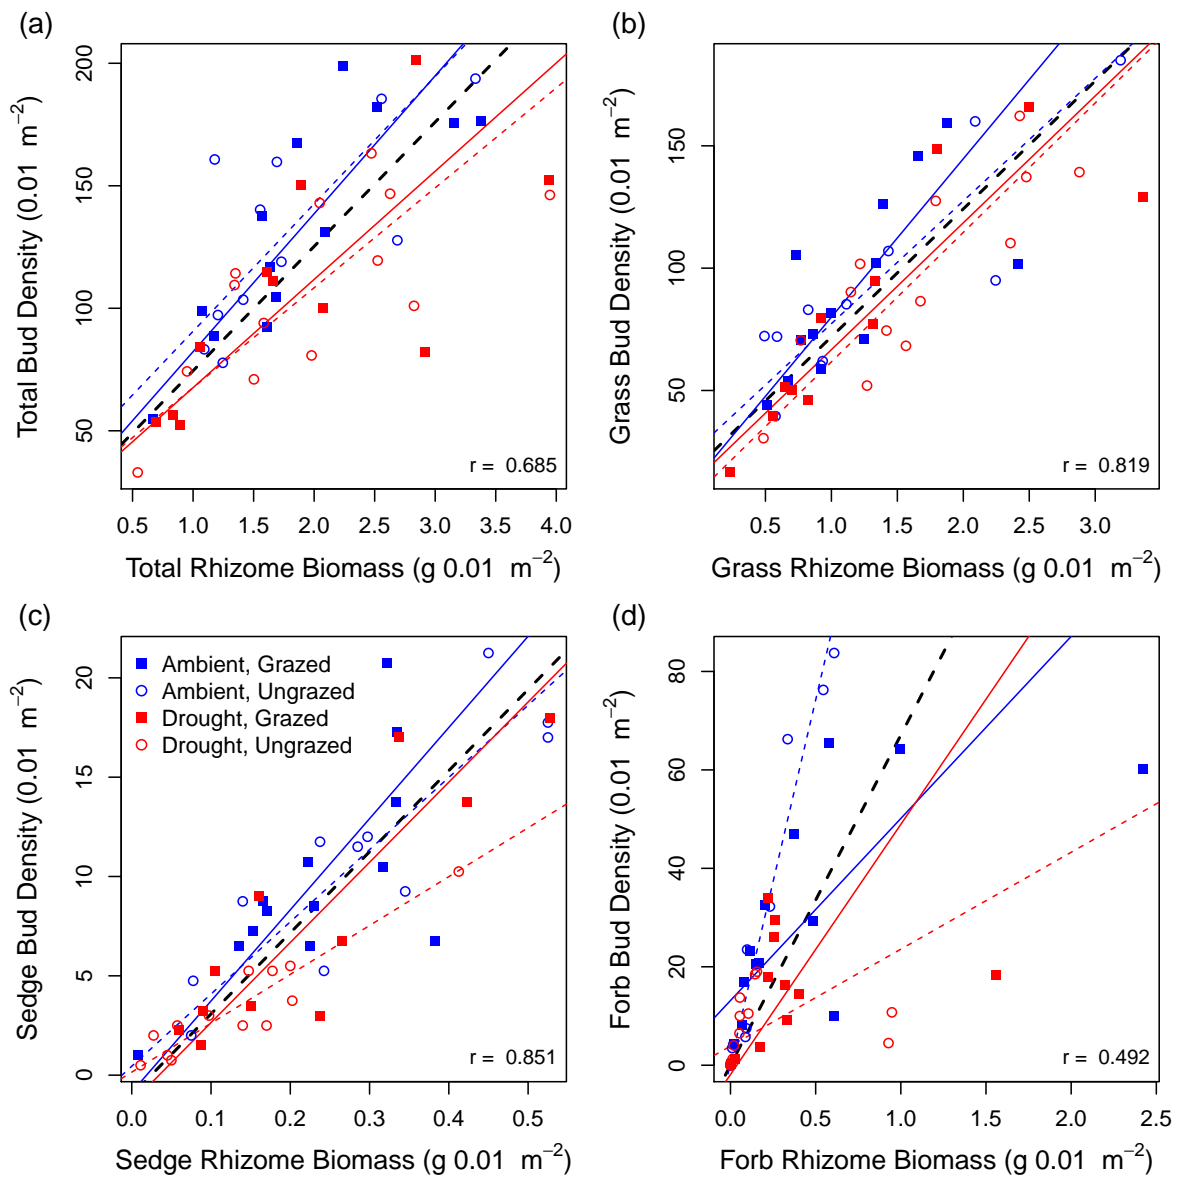 (a)
200
150
100
50
Total Bud Density (0.01 m⁻²)
r = 0.685
0.5 1.0 1.5 2.0 2.5 3.0 3.5 4.0
Total Rhizome Biomass (g 0.01 m⁻²)
(b)
150
100
50
Grass Bud Density (0.01 m⁻²)
r = 0.819
0.5 1.0 1.5 2.0 2.5 3.0
Grass Rhizome Biomass (g 0.01 m⁻²)
(c)
Ambient, Grazed
Ambient, Ungrazed
Drought, Grazed
Drought, Ungrazed
20
15
10
5
0
Sedge Bud Density (0.01 m⁻²)
r = 0.851
0.0 0.1 0.2 0.3 0.4 0.5
Sedge Rhizome Biomass (g 0.01 m⁻²)
(d)
80
60
40
20
0
Forb Bud Density (0.01 m⁻²)
r = 0.492
0.0 0.5 1.0 1.5 2.0 2.5
Forb Rhizome Biomass (g 0.01 m⁻²)